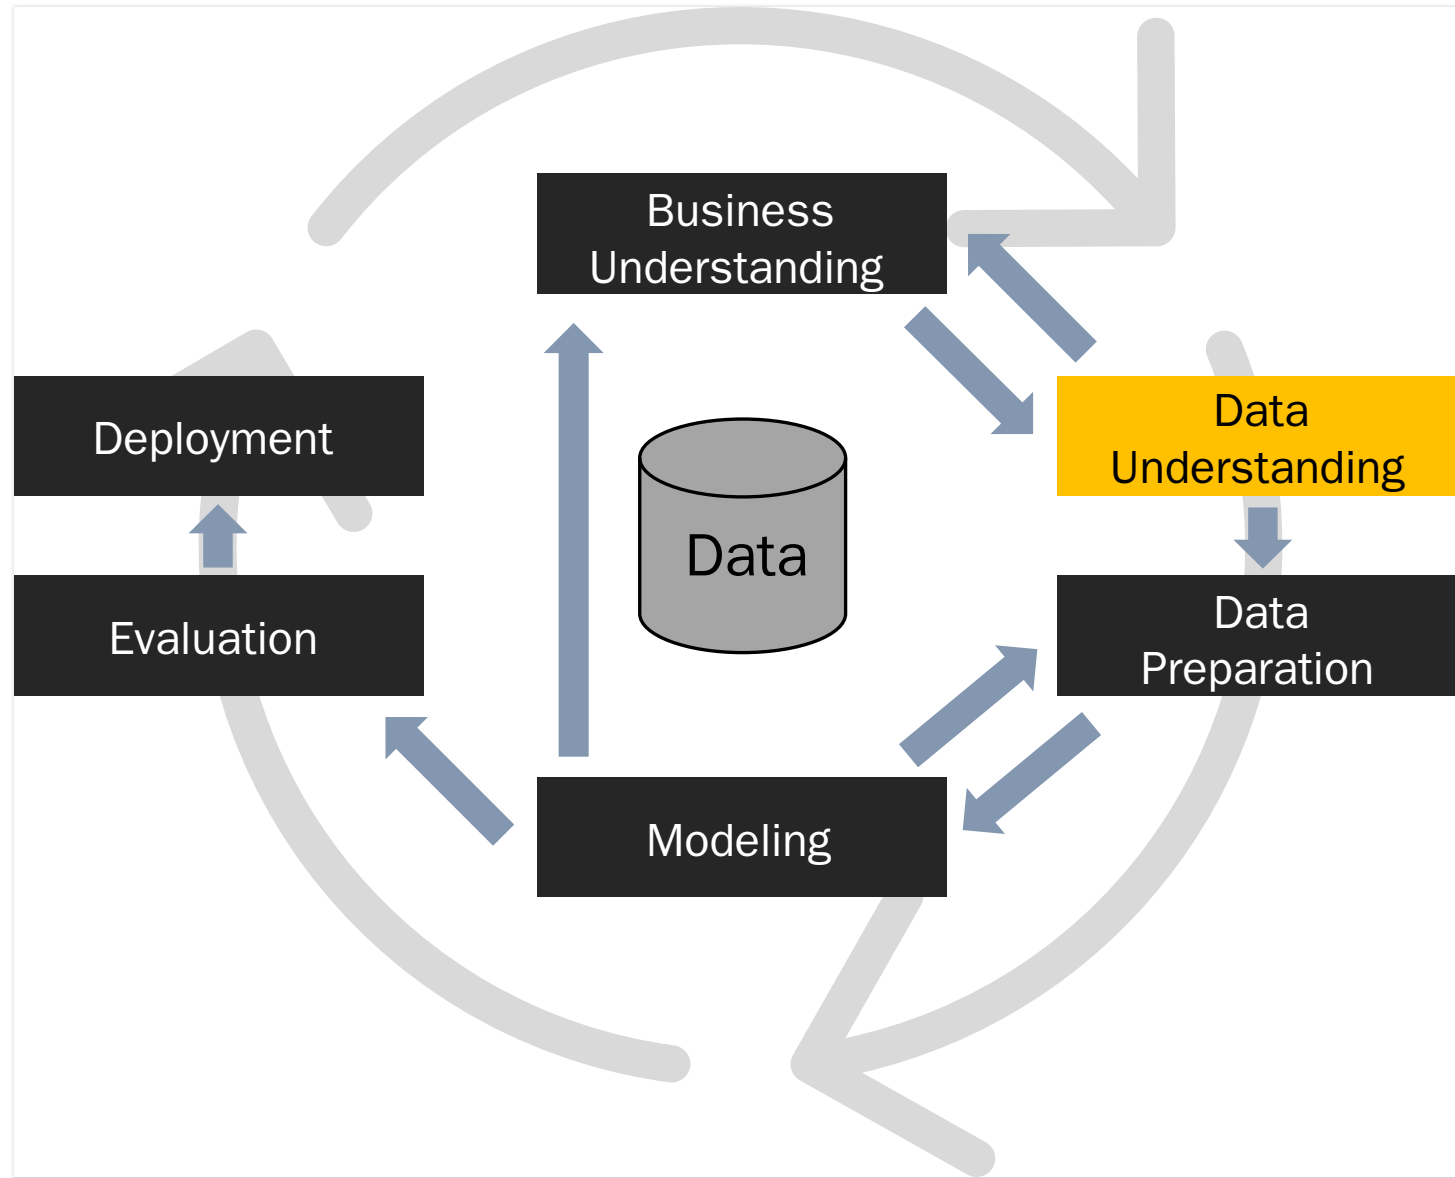 Business
Understanding
Deployment
Data
Understanding
Data
Evaluation
Data
Preparation
Modeling